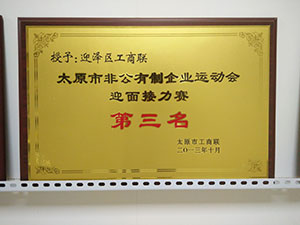 授予：迎泽区工商联
太原市非公有制企业运动会
迎面接力赛
第三名
太原市工商联
二〇一三年十月